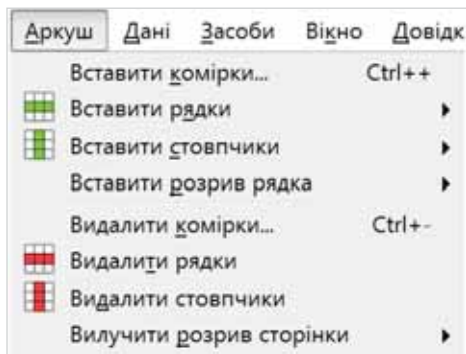 Аркуш Дані Засоби Вікно Довідк
Вставити комірки... Ctrl++
Вставити рядки
Вставити стовпчики
Вставити розрив рядка
Видалити комірки... Ctrl+-
Видалити рядки
Видалити стовпчики
Вилучити розрив сторінки